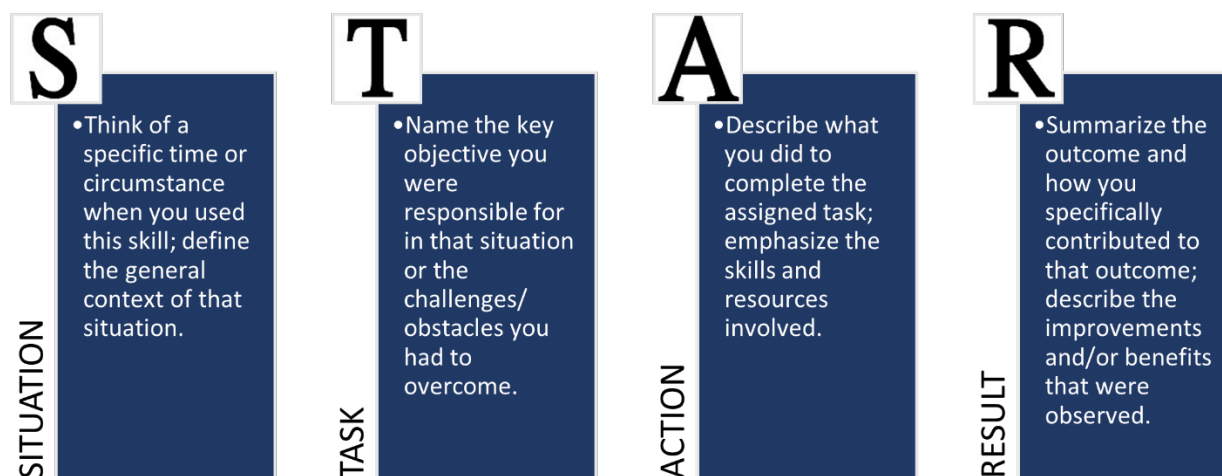 S
SITUATION
•Think of a
specific time or
circumstance
when you used
this skill; define
the general
context of that
situation.
T
TASK
•Name the key
objective you
were
responsible for
in that situation
or the
challenges/
obstacles you
had to
overcome.
A
ACTION
•Describe what
you did to
complete the
assigned task;
emphasize the
skills and
resources
involved.
R
RESULT
•Summarize the
outcome and
how you
specifically
contributed to
that outcome;
describe the
improvements
and/or benefits
that were
observed.